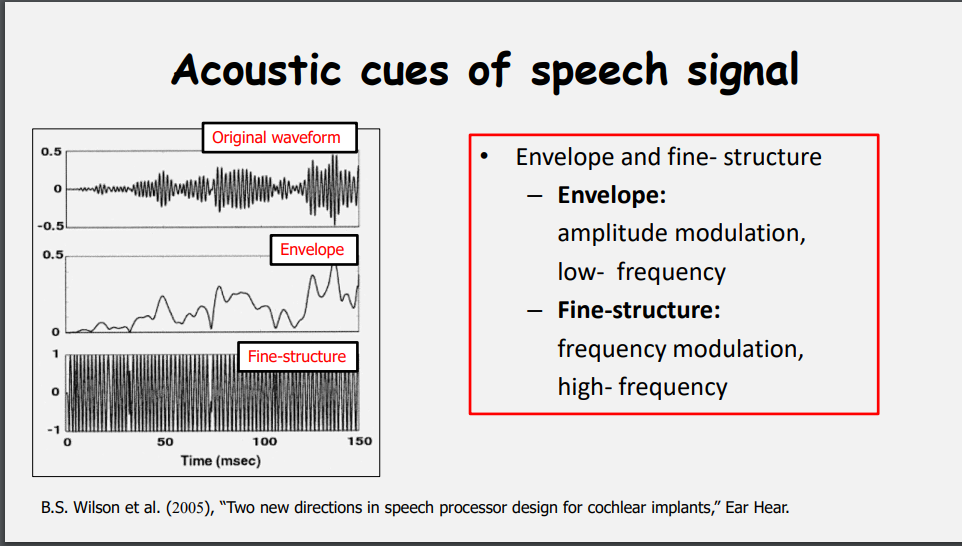 Acoustic cues of speech signal
Original waveform
0.5
0
-0.5
Envelope
0.5
0
Fine-structure
1
0
-1
0 50 100 150
Time (msec)
• Envelope and fine- structure
– Envelope:
amplitude modulation,
low- frequency
– Fine-structure:
frequency modulation,
high- frequency
B.S. Wilson et al. (2005), “Two new directions in speech processor design for cochlear implants,” Ear Hear.